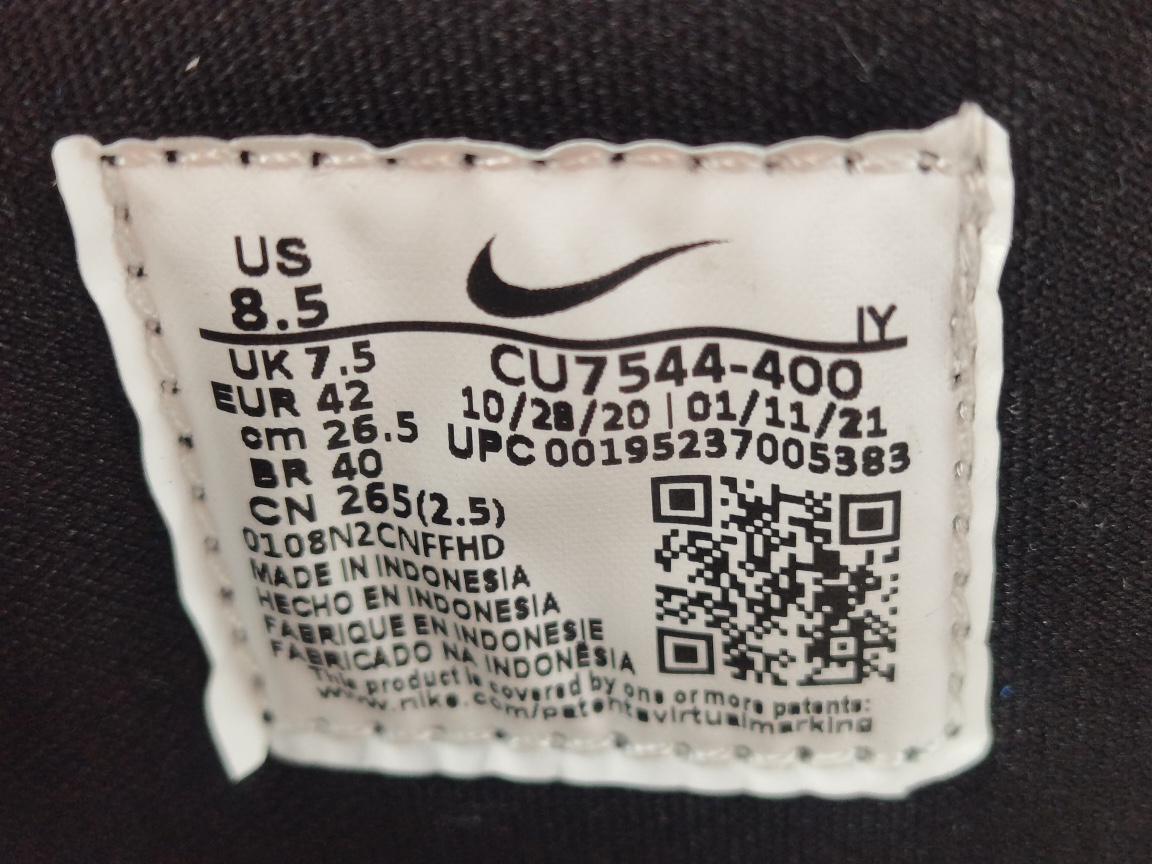 US
8.5
IY
UK 7.5
EUR 42
cm 26.5
BR 40
CN 265(2.5)
CU7544-400
10/28/20 | 01/11/21
UPC 00195237005383
0108N2CNFFHD
MADE IN INDONESIA
HECHO EN INDONESIA
FABRIQUE EN INDONESIE
FABRICADO NA INDONÉSIA
This product is covered by one or more patents:
www.nike.com/patentsvirtualmarking